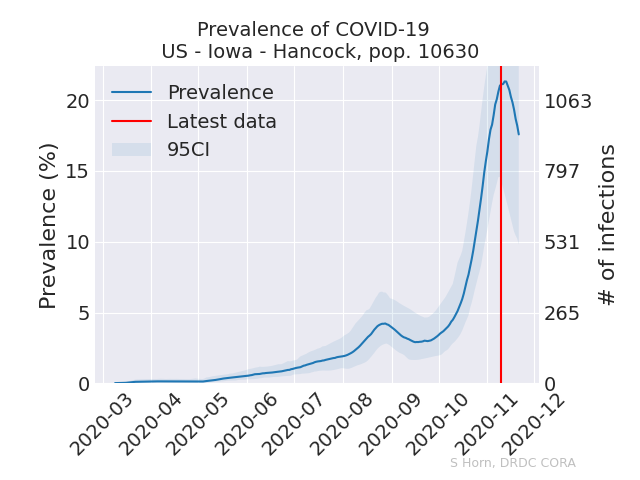 Prevalence of COVID-19
US - Iowa - Hancock, pop. 10630
Prevalence
Latest data
95CI
Prevalence (%)
20
15
10
5
0
1063
797
531
265
0
# of infections
2020-03
2020-04
2020-05
2020-06
2020-07
2020-08
2020-09
2020-10
2020-11
2020-12
S Horn, DRDC CORA